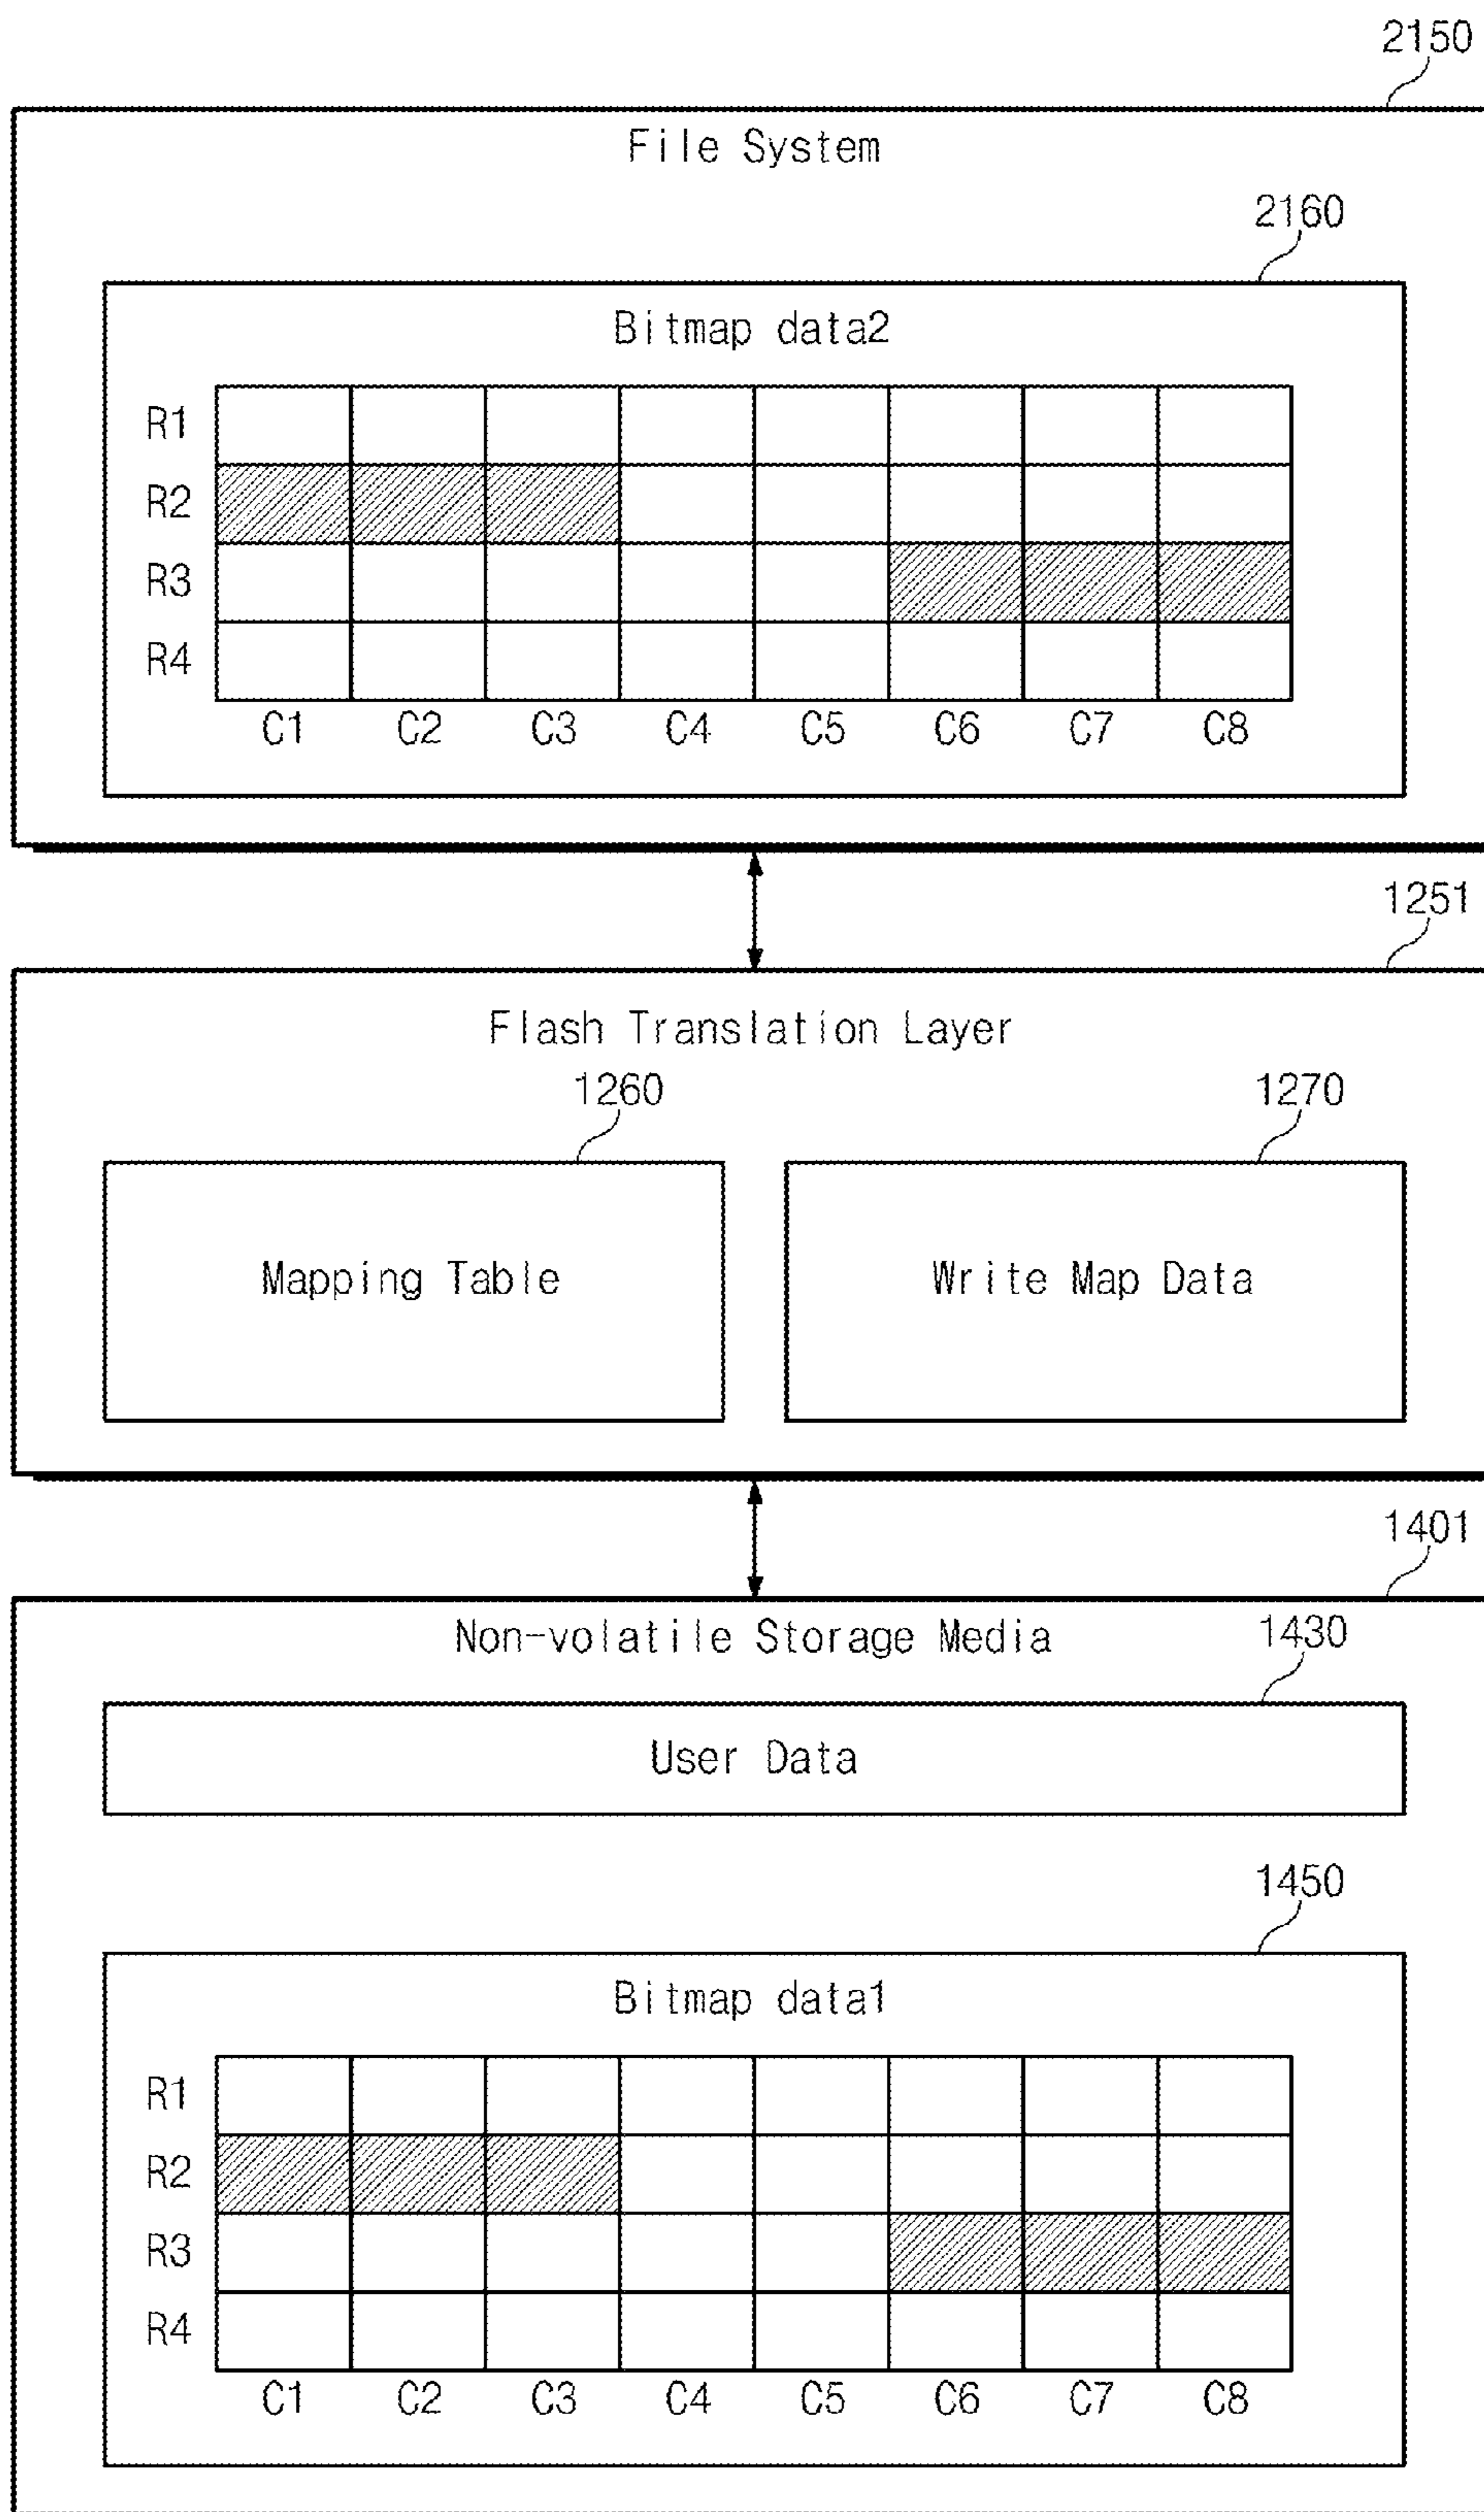 2150
File System
2160
Bitmap data2
R1
R2
R3
R4
C1 C2 C3 C4 C5 C6 C7 C8
1251
Flash Translation Layer
1260 1270
Mapping Table Write Map Data
1401
Non-volatile Storage Media 1430
User Data
1450
Bitmap data1
R1
R2
R3
R4
C1 C2 C3 C4 C5 C6 C7 C8